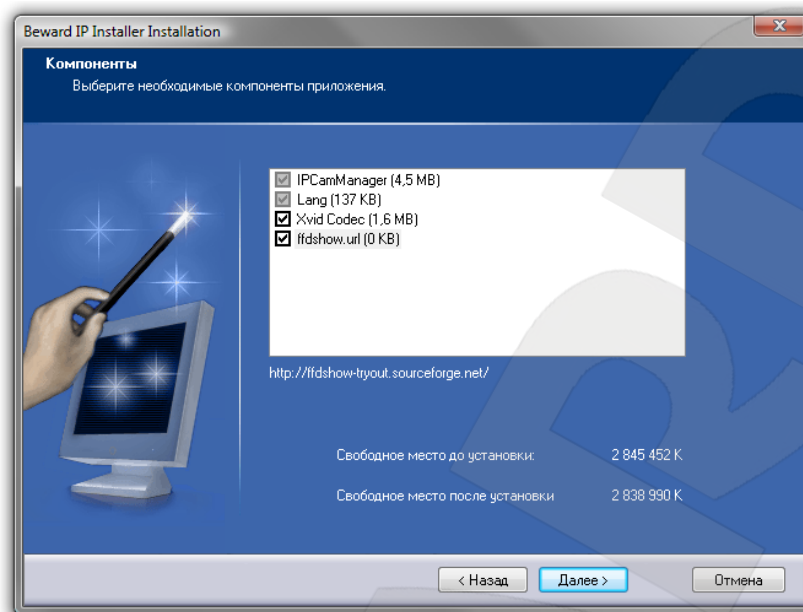 Beward IP Installer Installation
Компоненты
Выберите необходимые компоненты приложения.
IPCamManager (4,5 MB)
Lang (137 KB)
Xvid Codec (1,6 MB)
ffdshow.url (0 KB)
http://ffdshow-tryout.sourceforge.net/
Свободное место до установки: 2 845 452 K
Свободное место после установки 2 838 990 K
< Назад Далее > Отмена